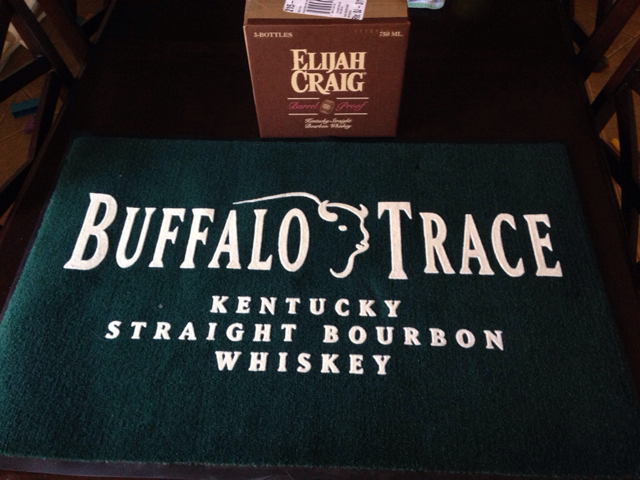 3-BOTTLES 750 ML.
ELIJAH
CRAIG
Barrel Proof
Kentucky Straight
Bourbon Whiskey
BUFFALO TRACE
KENTUCKY
STRAIGHT BOURBON
WHISKEY